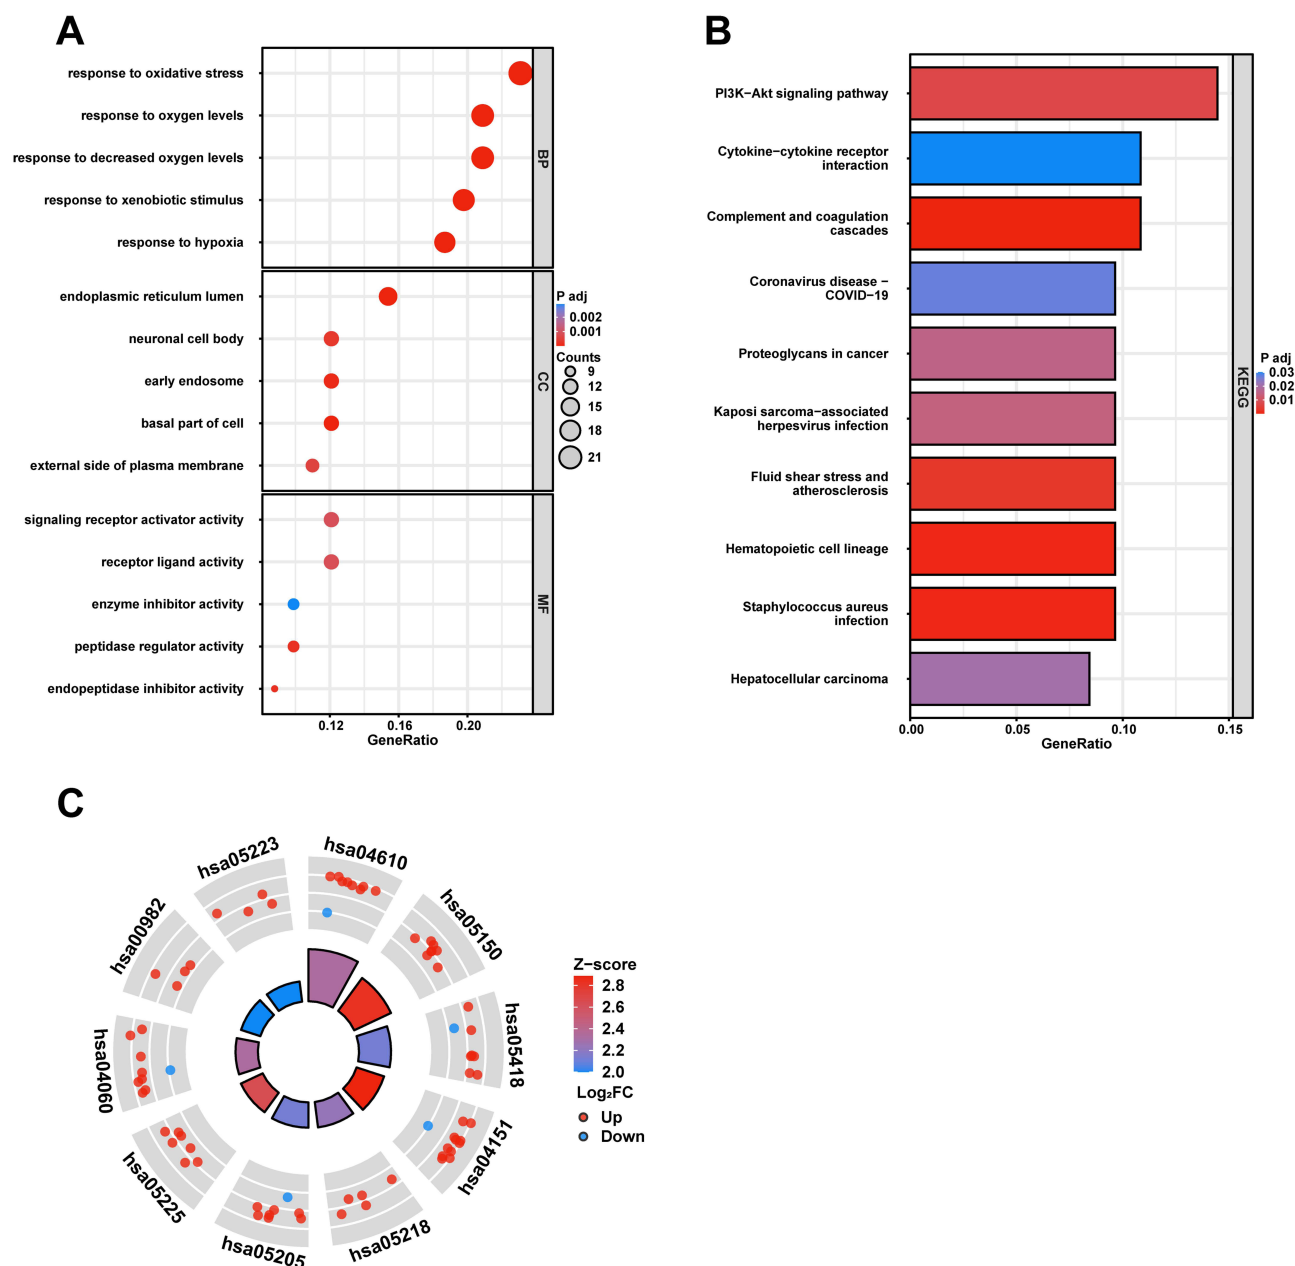 A
response to oxidative stress
response to oxygen levels
response to decreased oxygen levels
response to xenobiotic stimulus
response to hypoxia
BP
endoplasmic reticulum lumen
neuronal cell body
early endosome
basal part of cell
external side of plasma membrane
CC
signaling receptor activator activity
receptor ligand activity
enzyme inhibitor activity
peptidase regulator activity
endopeptidase inhibitor activity
MF
0.12
0.16
0.20
GeneRatio
P adj
0.002
0.001
Counts
9
12
15
18
21
B
PI3K−Akt signaling pathway
Cytokine−cytokine receptor
interaction
Complement and coagulation
cascades
Coronavirus disease −
COVID−19
Proteoglycans in cancer
Kaposi sarcoma−associated
herpesvirus infection
Fluid shear stress and
atherosclerosis
Hematopoietic cell lineage
Staphylococcus aureus
infection
Hepatocellular carcinoma
KEGG
0.00
0.05
0.10
0.15
GeneRatio
P adj
0.03
0.02
0.01
C
hsa04610
hsa05150
hsa05418
hsa04151
hsa05218
hsa05205
hsa05225
hsa04060
hsa00982
hsa05223
Z−score
2.8
2.6
2.4
2.2
2.0
Log₂FC
Up
Down